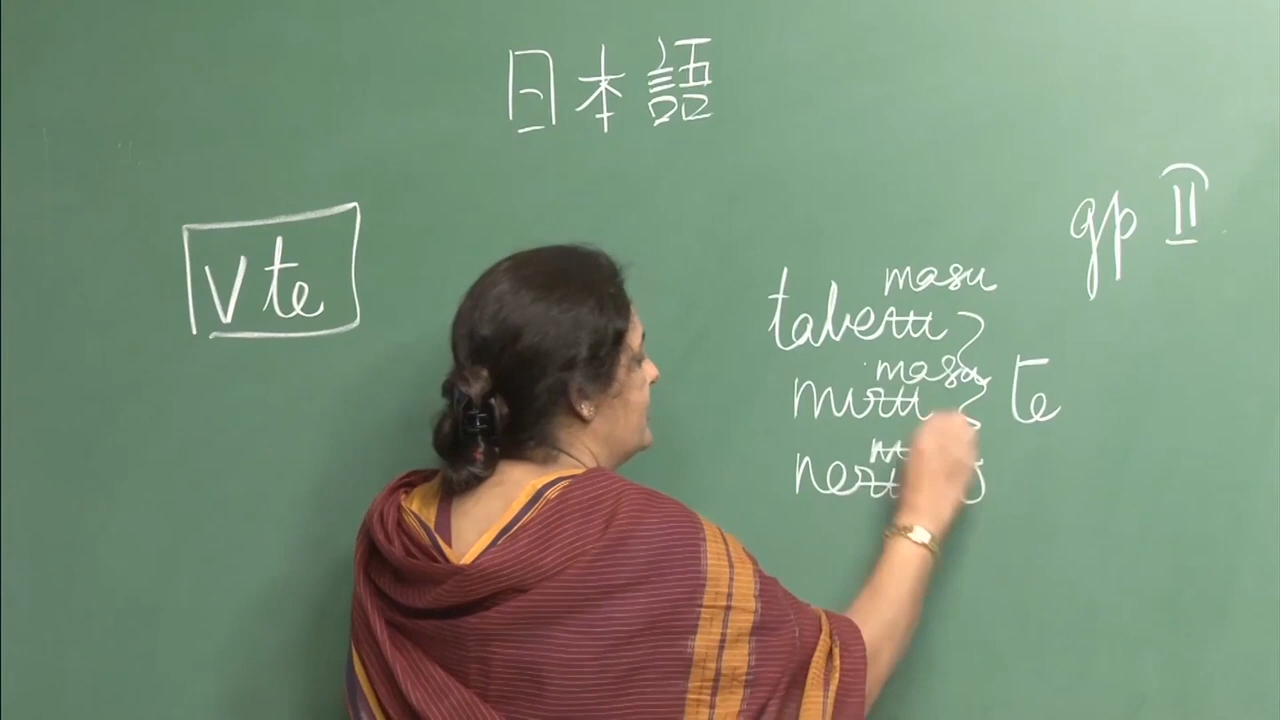 日本語
gp II
V te
masu
taberu
masu
miru te
neru